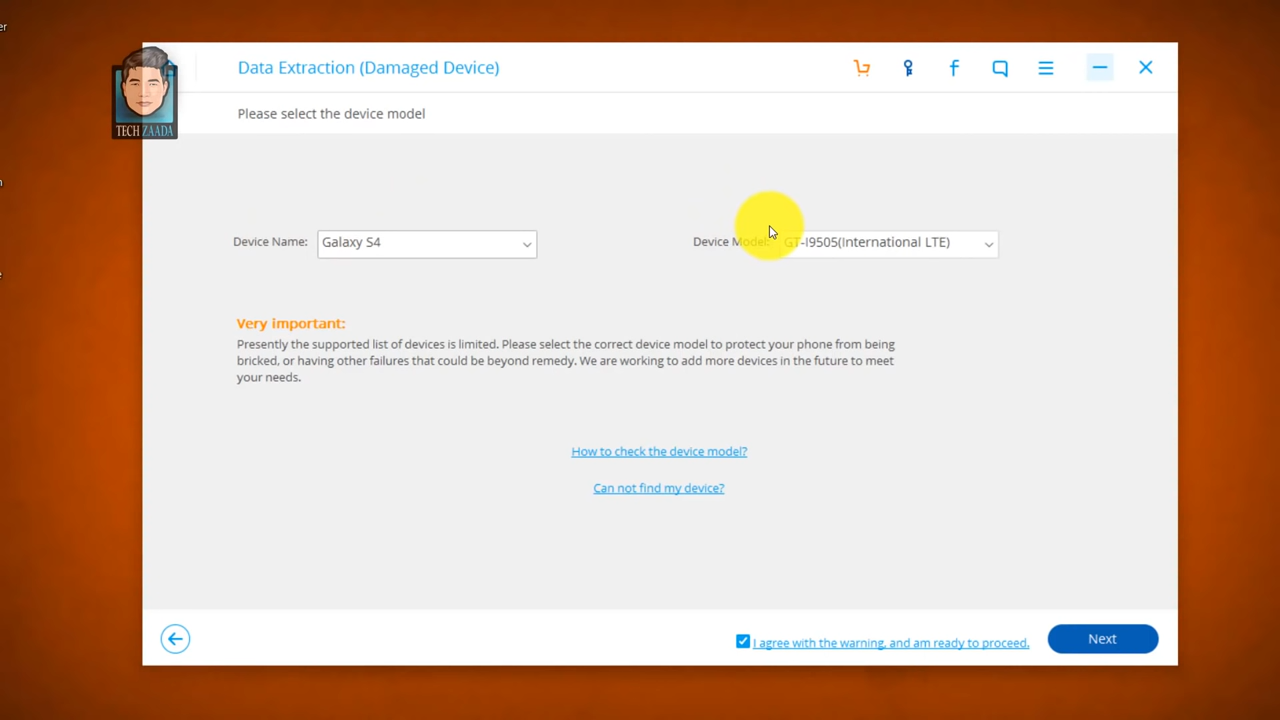 er
Data Extraction (Damaged Device)
Please select the device model
TECH ZAADA
Device Name: Galaxy S4
Device Model: GT-I9505(International LTE)
Very important:
Presently the supported list of devices is limited. Please select the correct device model to protect your phone from being
bricked, or having other failures that could be beyond remedy. We are working to add more devices in the future to meet
your needs.
How to check the device model?
Can not find my device?
I agree with the warning, and am ready to proceed.
Next